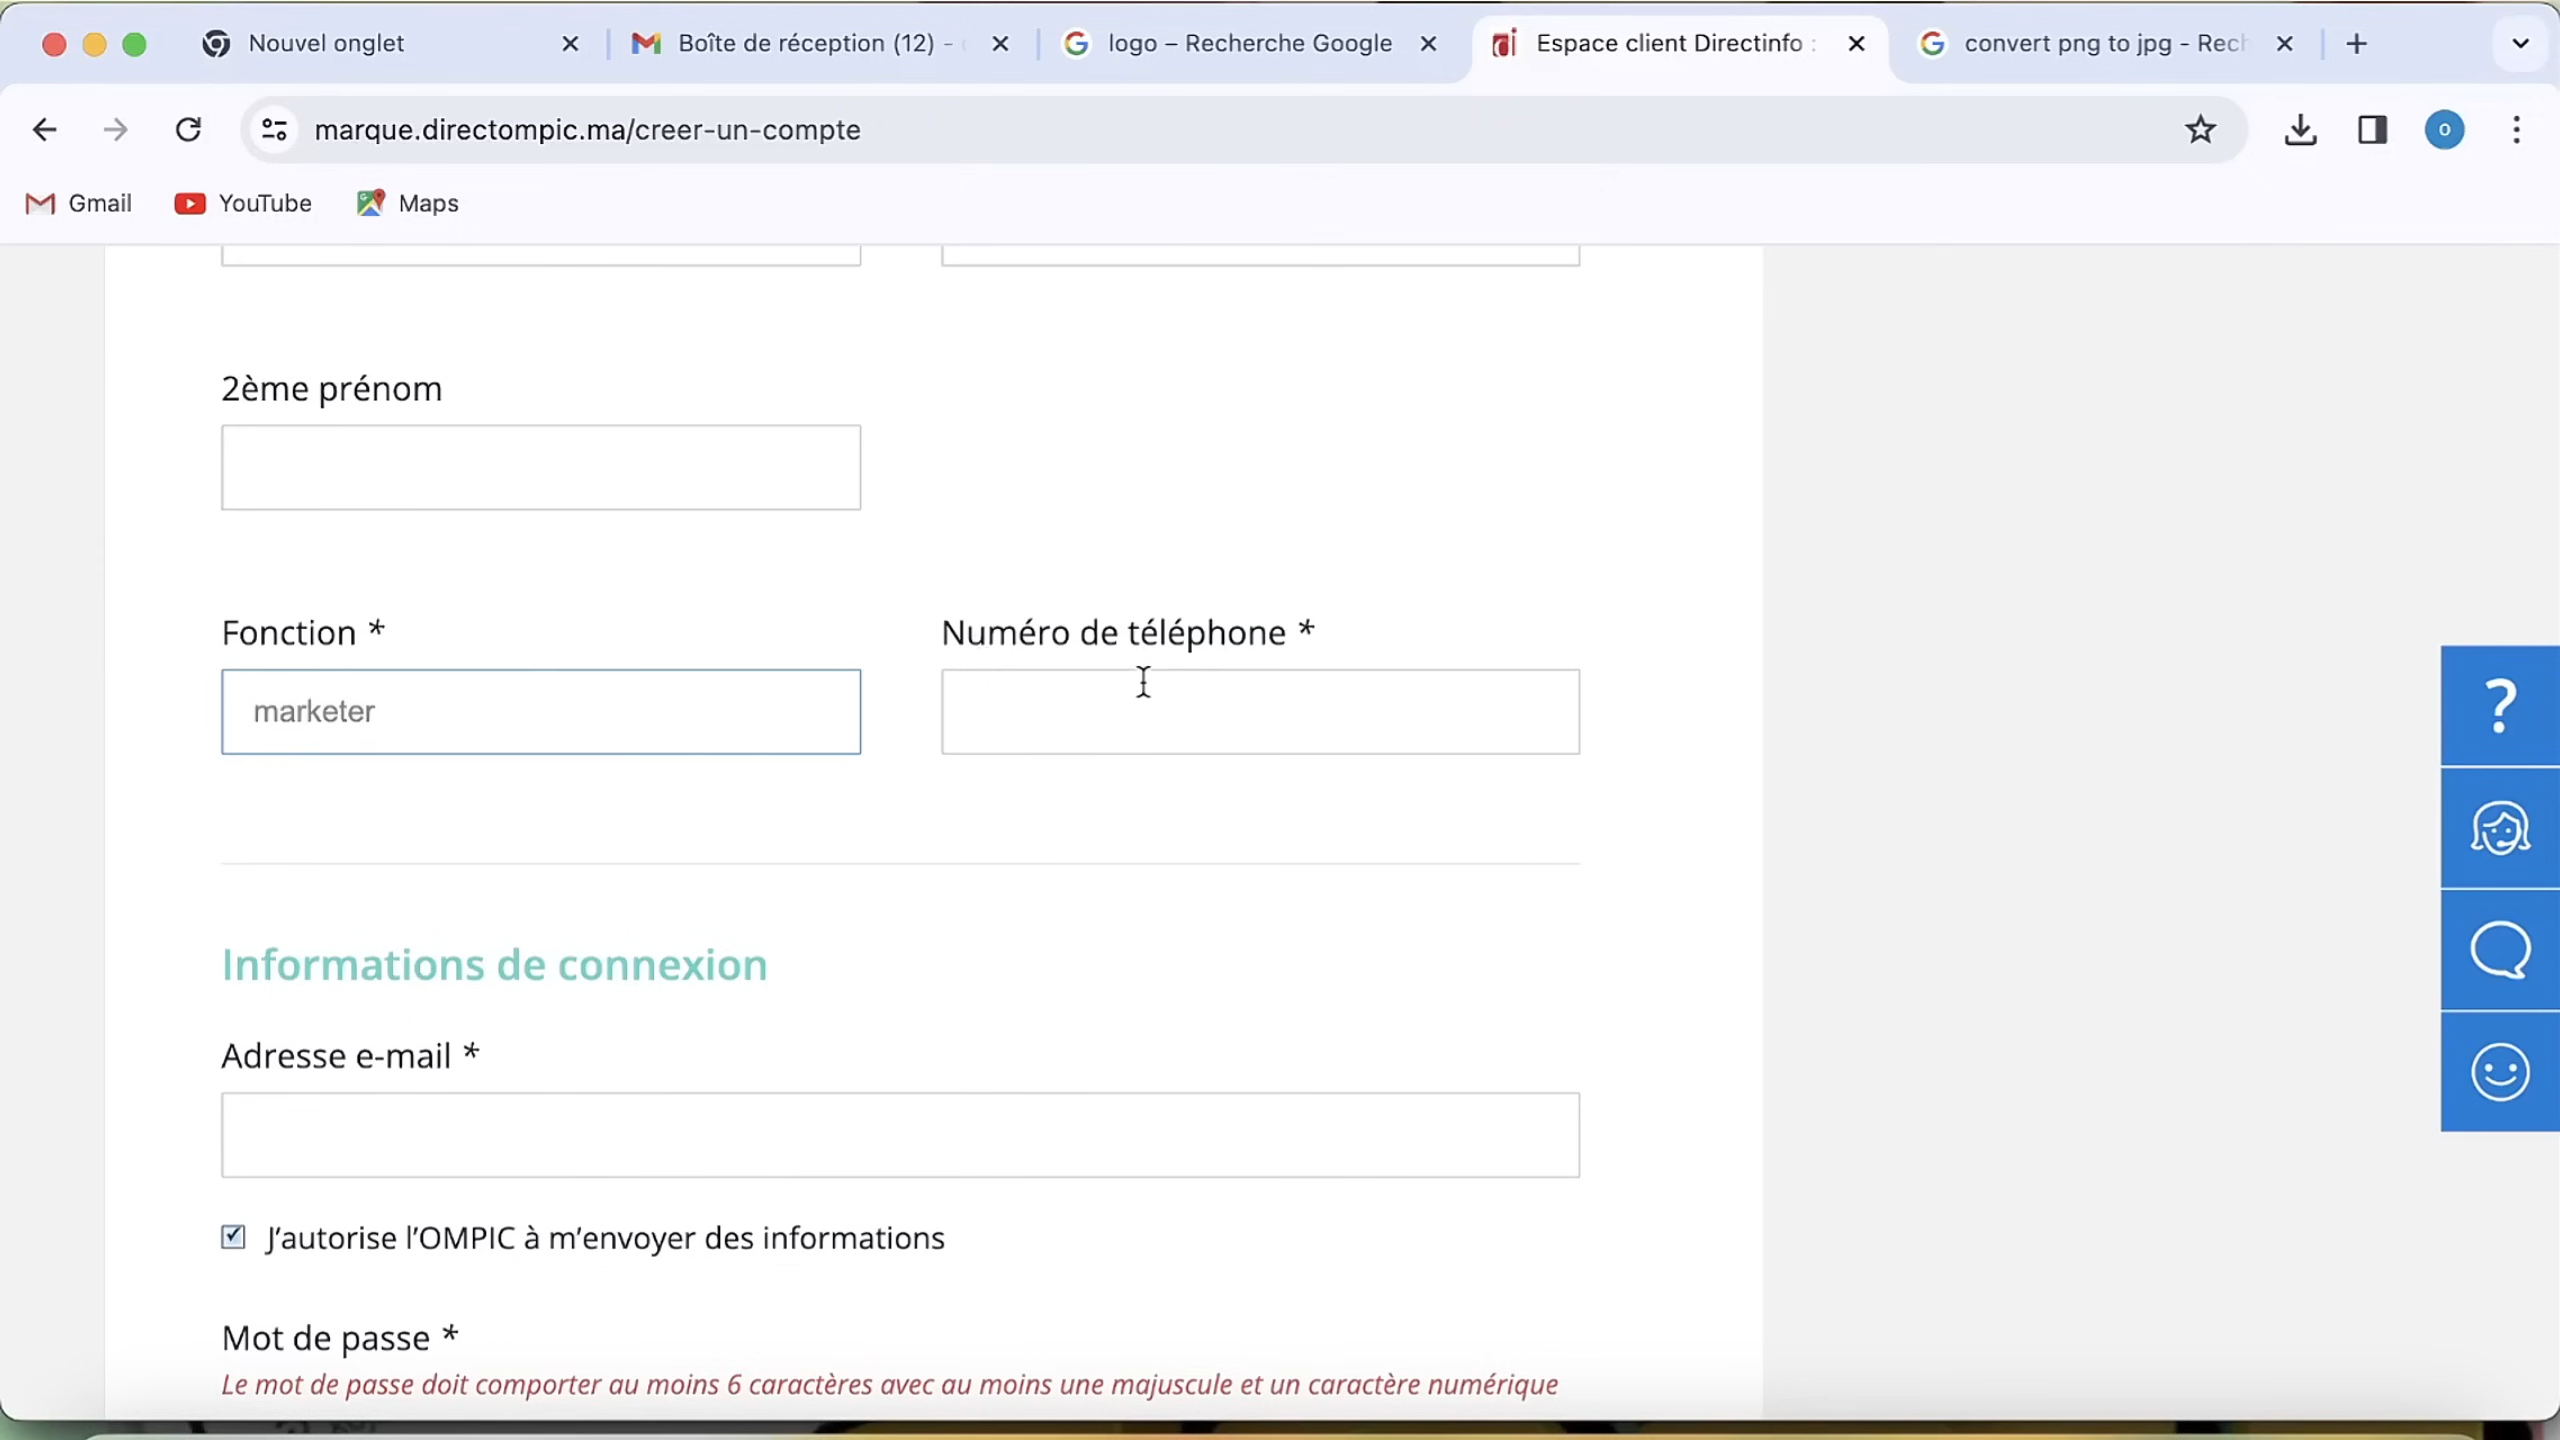 Nouvel onglet
Boîte de réception (12) -
logo – Recherche Google
Espace client Directinfo :
convert png to jpg - Rech
marque.directompic.ma/creer-un-compte
o
Gmail
YouTube
Maps
2ème prénom
Fonction *
Numéro de téléphone *
marketer
?
Informations de connexion
Adresse e-mail *
J’autorise l’OMPIC à m’envoyer des informations
Mot de passe *
Le mot de passe doit comporter au moins 6 caractères avec au moins une majuscule et un caractère numérique